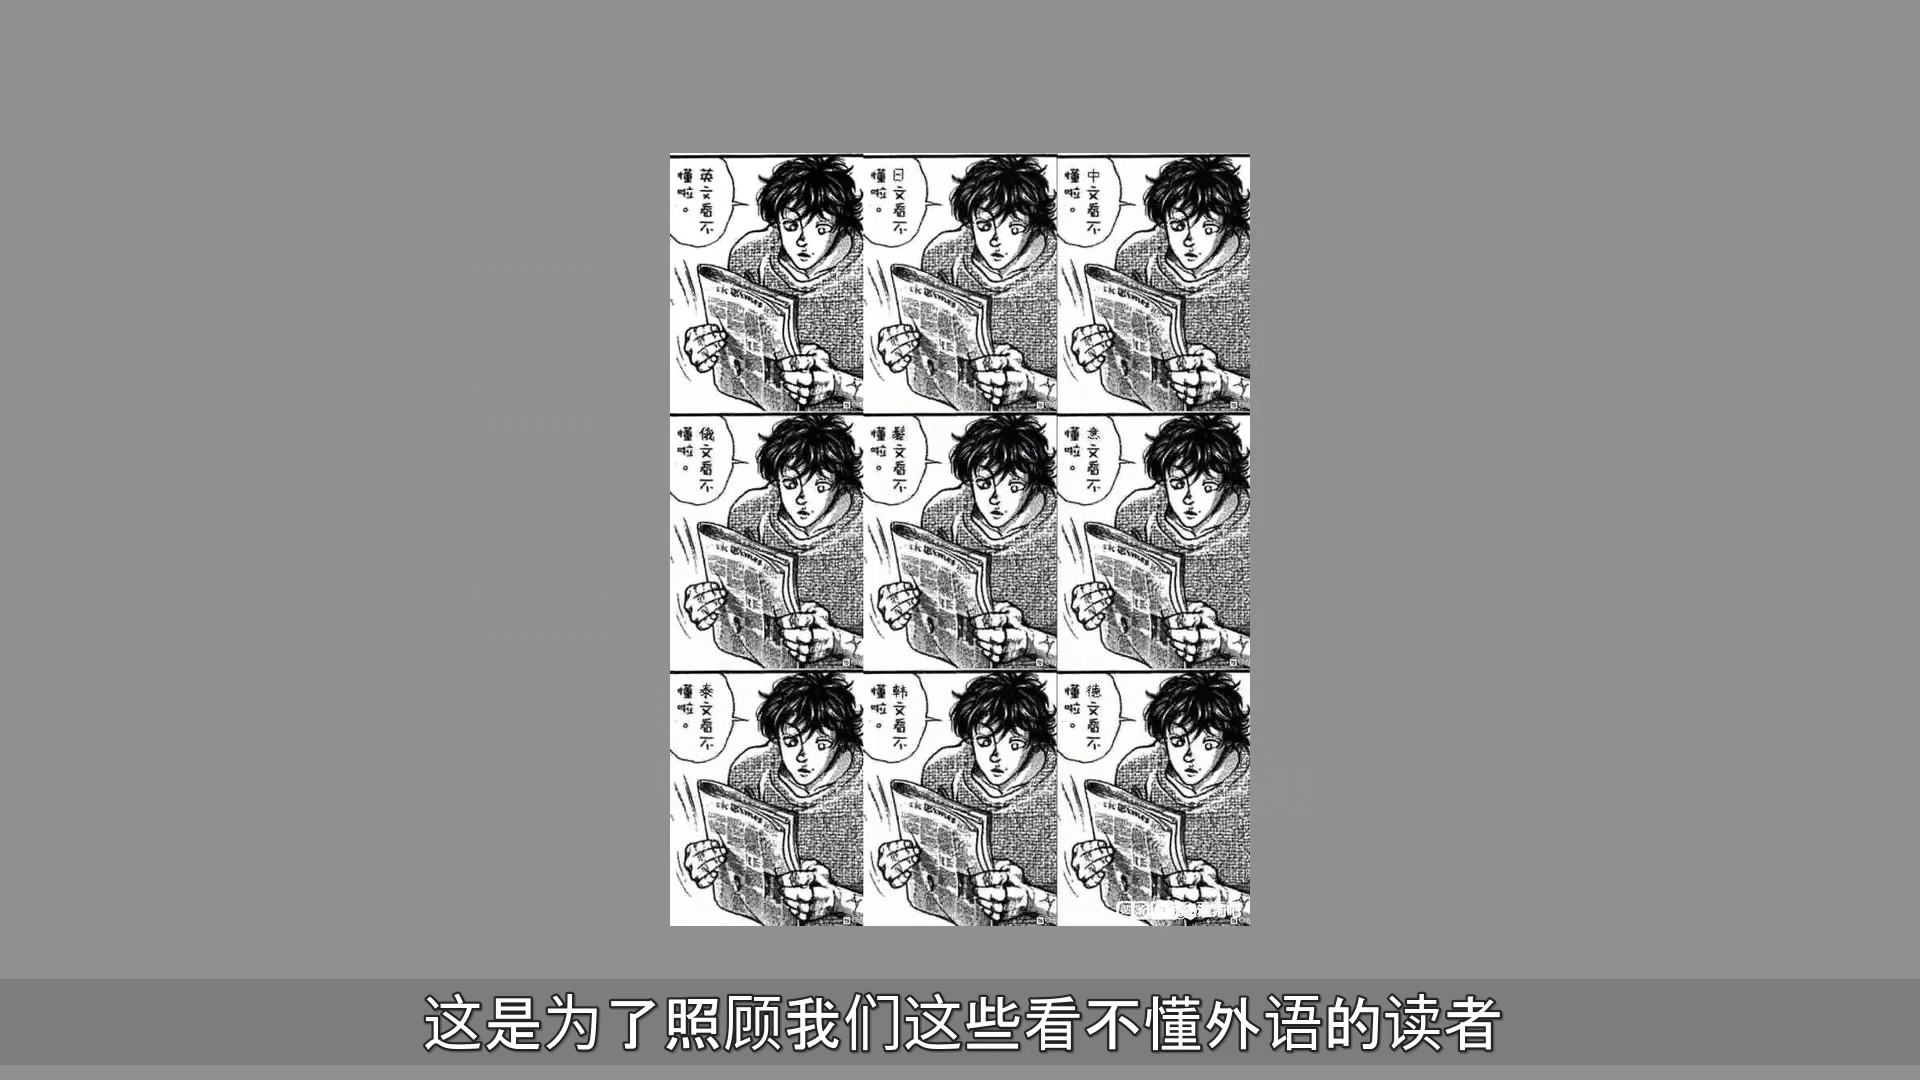 英文看不
懂啦。
日文看不
懂啦。
中文看不
懂啦。
俄文看不
懂啦。
文看不
懂啦。
意文看不
懂啦。
泰文看不
懂啦。
韩文看不
懂啦。
德文看不
懂啦。
这是为了照顾我们这些看不懂外语的读者